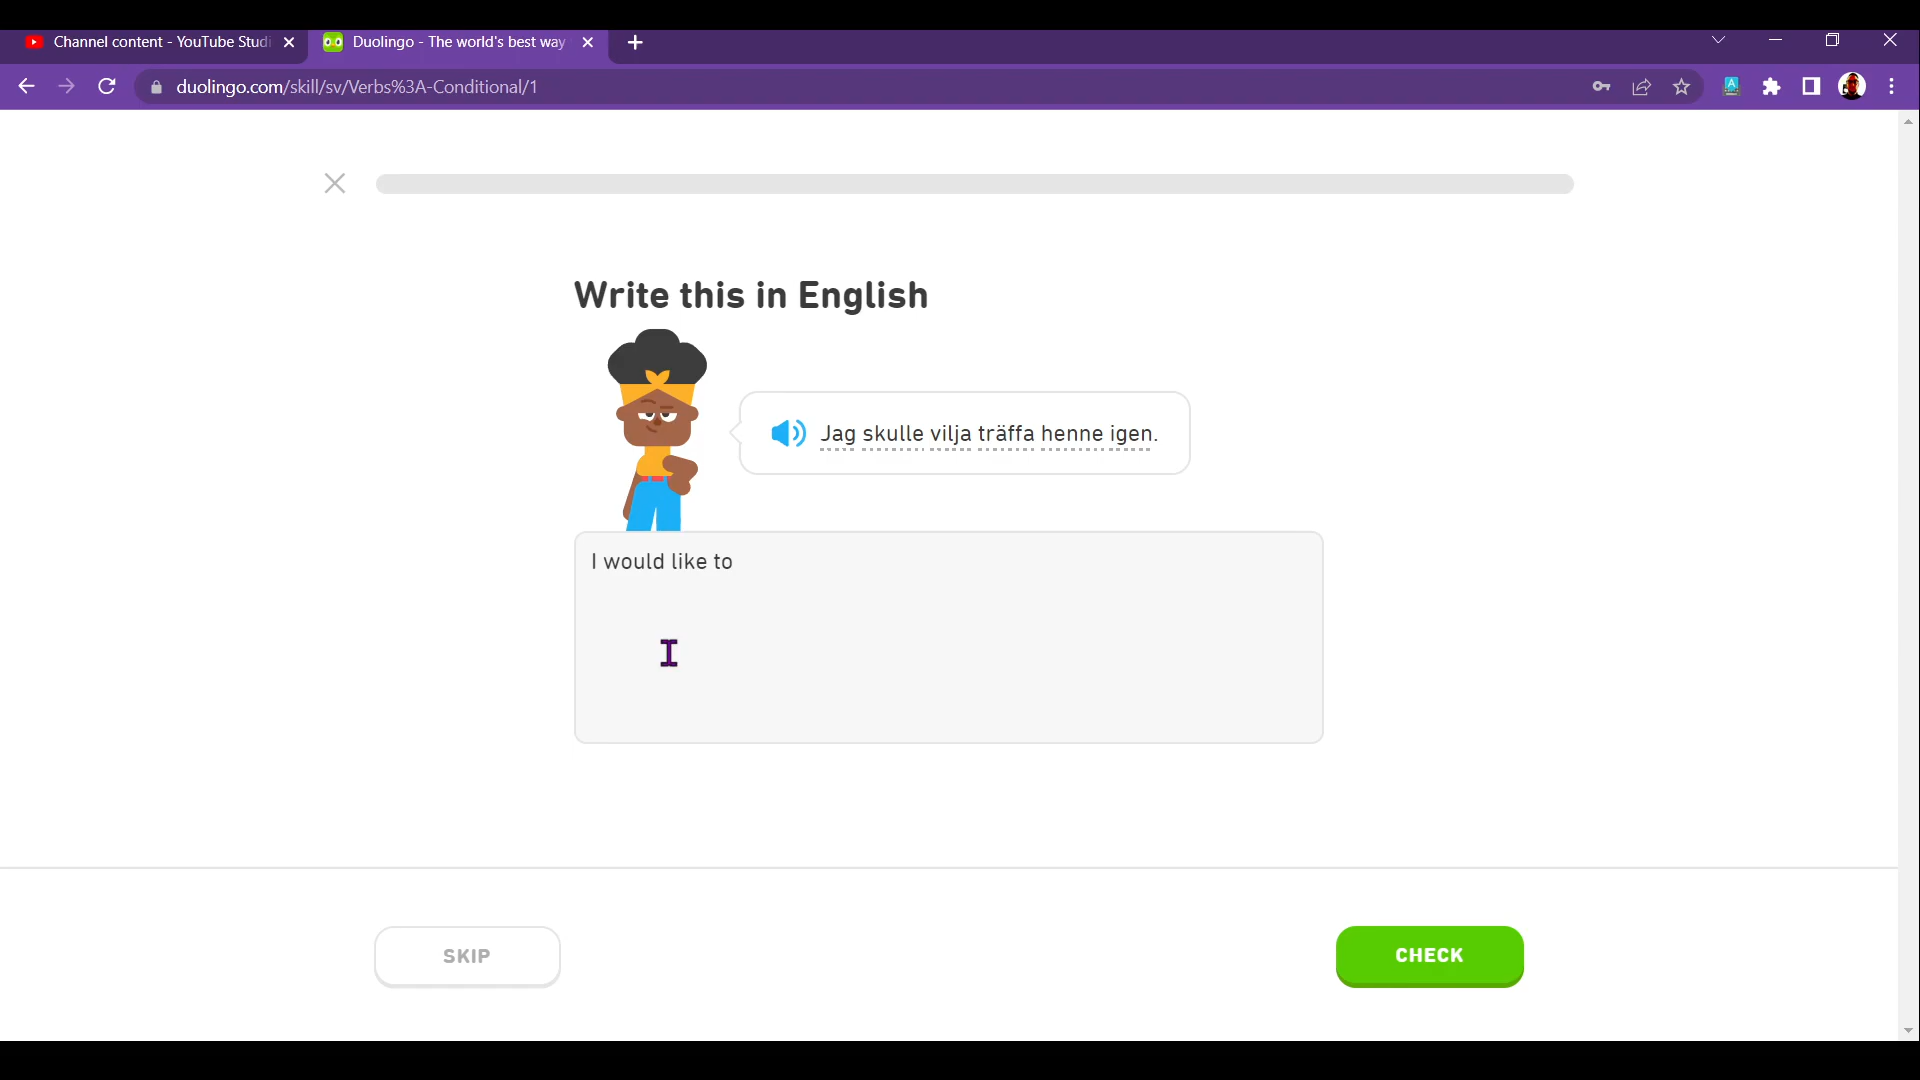 Channel content - YouTube Studi
Duolingo - The world's best way
duolingo.com/skill/sv/Verbs%3A-Conditional/1
Write this in English
Jag skulle vilja träffa henne igen.
I would like to
SKIP
CHECK